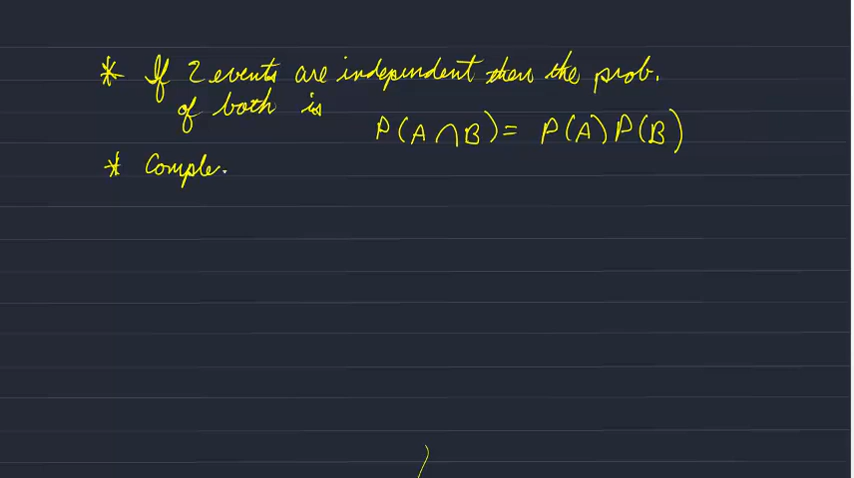 * If 2 events are independent then the prob.
of both is P(A∩B) = P(A)P(B)
* Comple